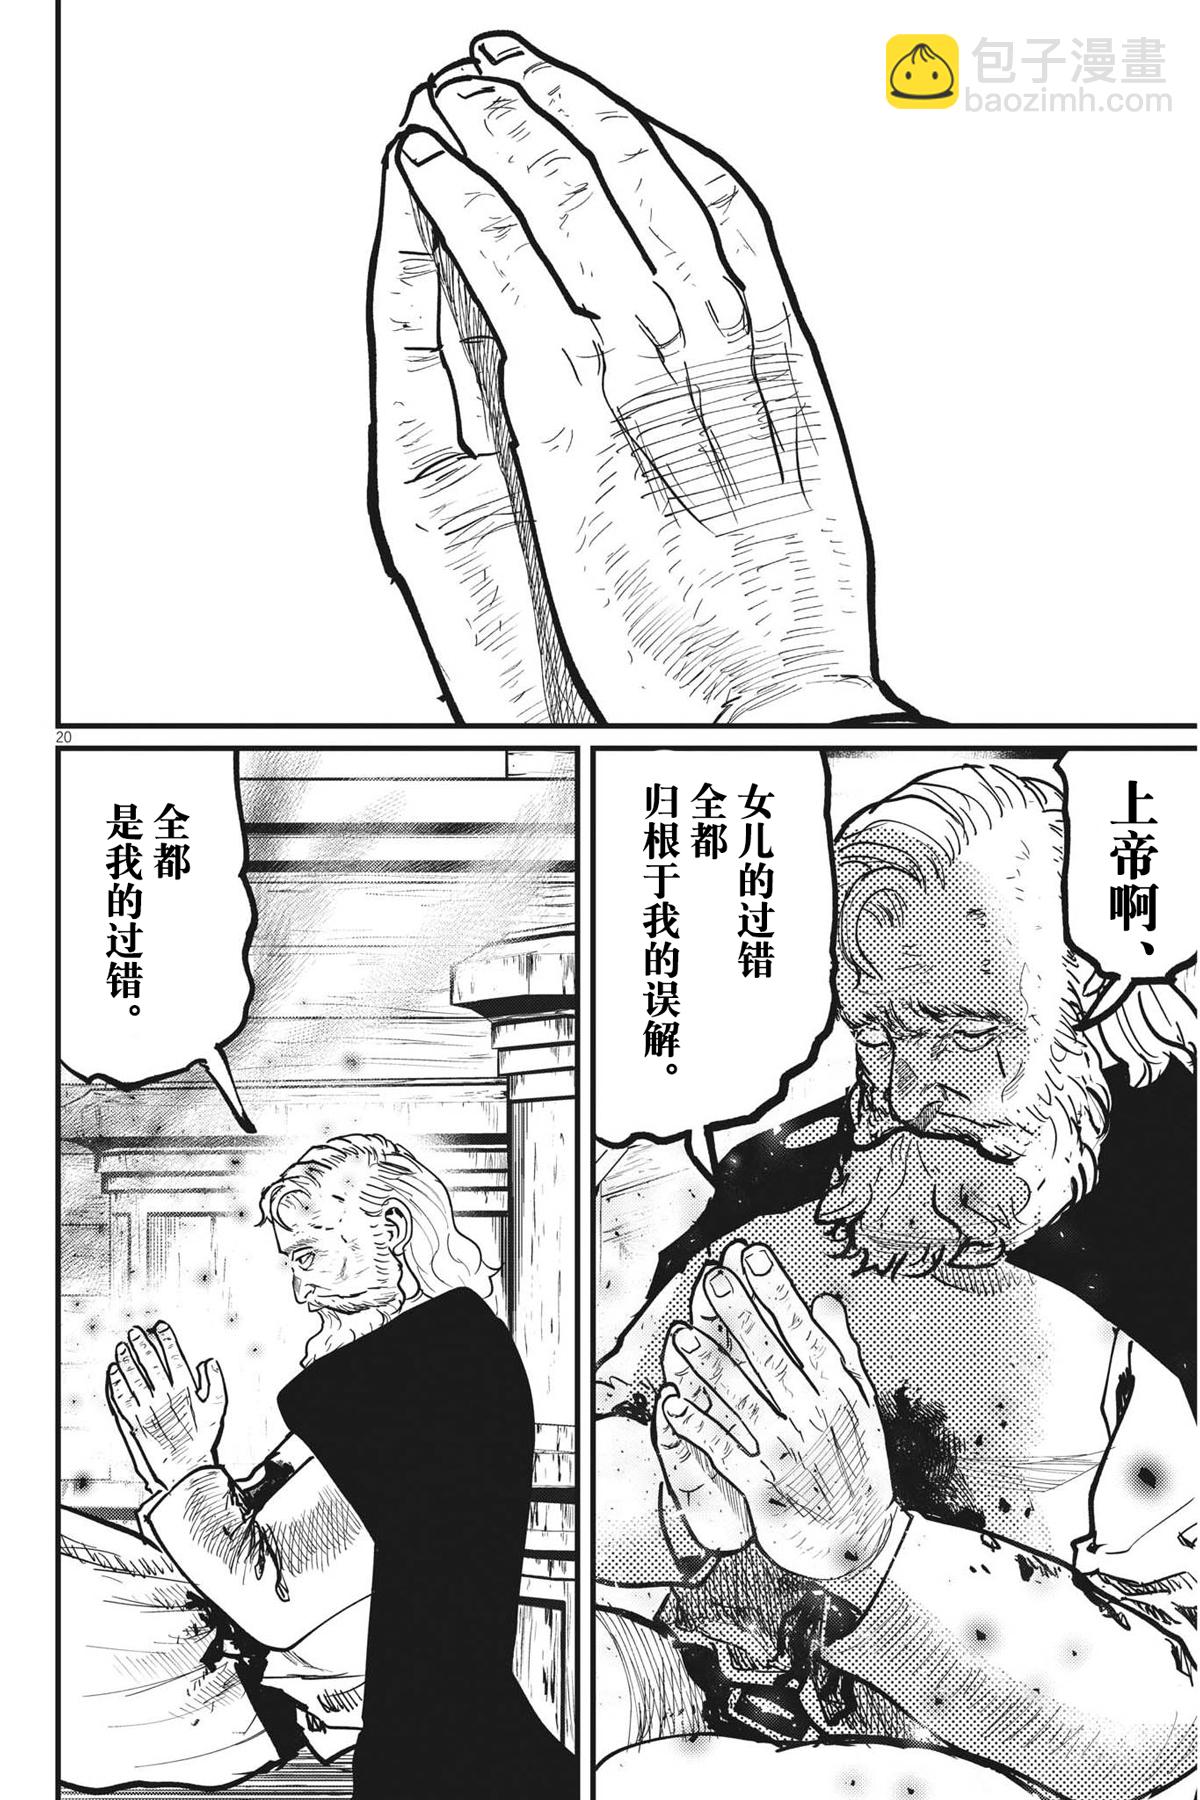 包子漫畫
baozimh.com
20
上帝啊、
女儿的过错
全都
归根于我的误解。
全都
是我的过错。